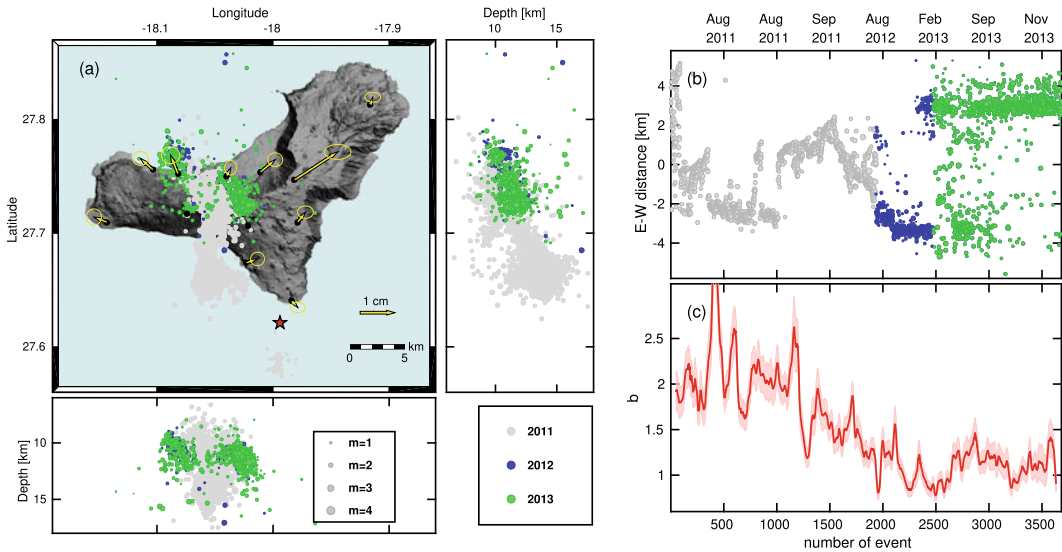 Longitude
-18.1 -18 -17.9
Depth [km]
10 15
Aug Aug Sep Aug Feb Sep Nov
2011 2011 2011 2012 2013 2013 2013
(a)
Latitude
27.8
27.7
27.6
1 cm
km
0 5
(b)
E-W distance [km]
4
2
0
-2
-4
(c)
b
2.5
2
1.5
1
500 1000 1500 2000 2500 3000 3500
number of event
Depth [km]
10
15
m=1
m=2
m=3
m=4
2011
2012
2013